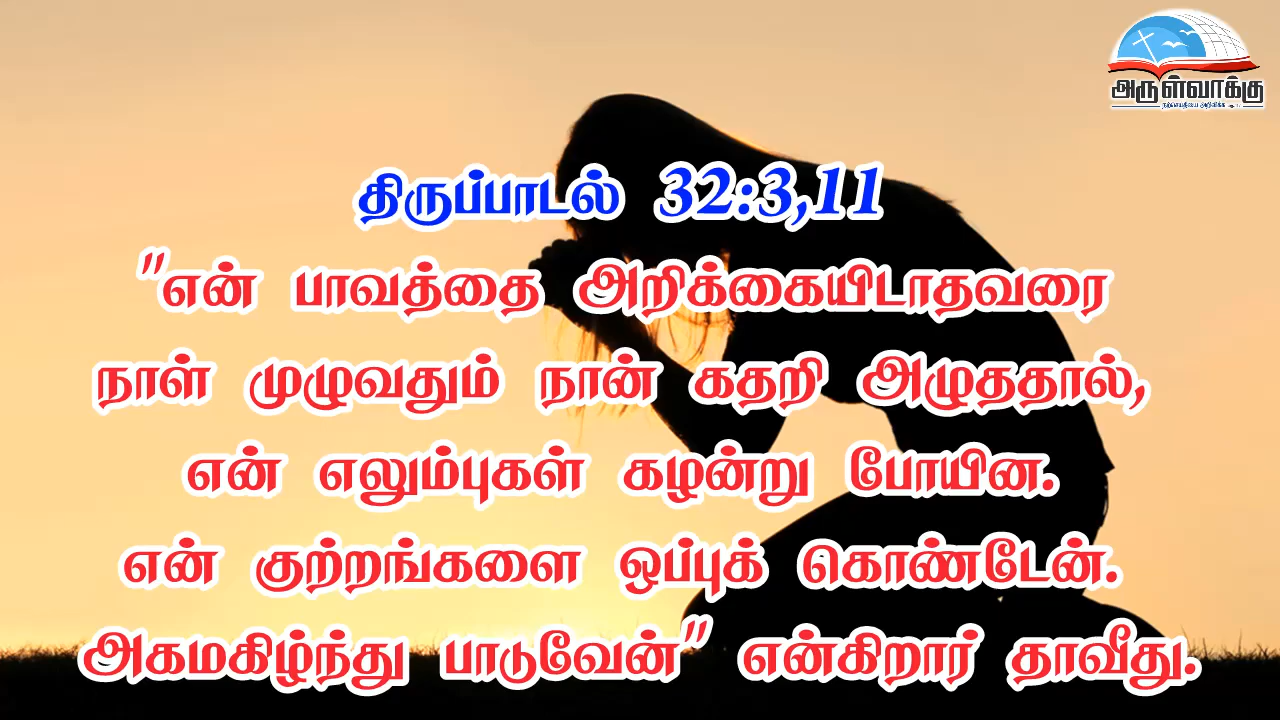 அருள்வாக்கு
திருப்பாடல் 32:3,11
"என் பாவத்தை அறிக்கையிடாதவரை
நாள் முழுவதும் நான் கதறி அழுததால்,
என் எலும்புகள் கழன்று போயின.
என் குற்றங்களை ஒப்புக் கொண்டேன்.
அகமகிழ்ந்து பாடுவேன்" என்கிறார் தாவீது.